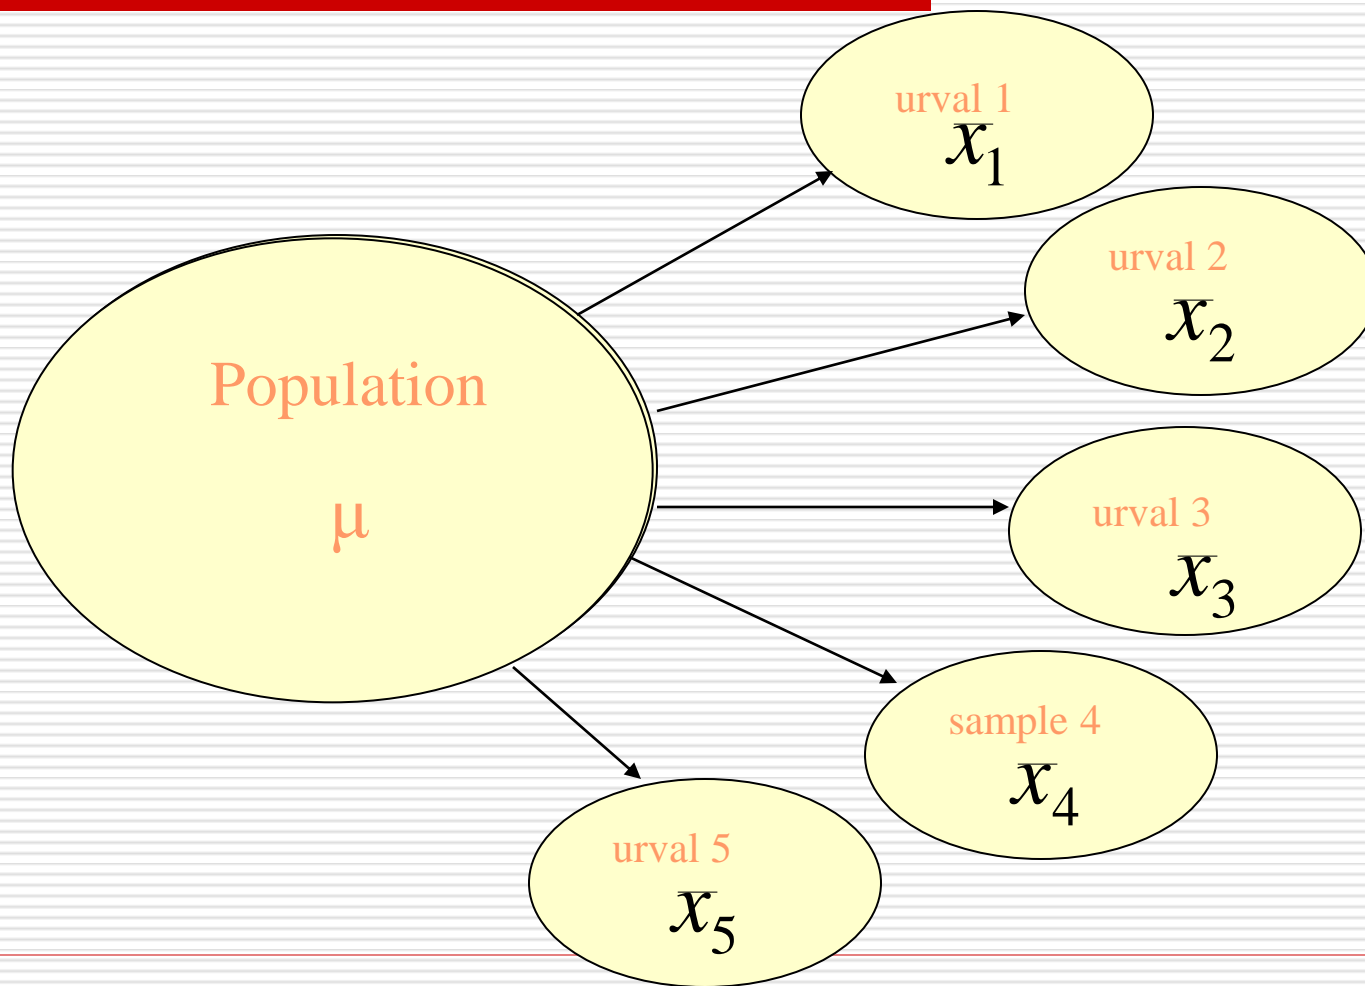 urval 1
x̄₁
urval 2
x̄₂
Population
μ
urval 3
x̄₃
sample 4
x̄₄
urval 5
x̄₅